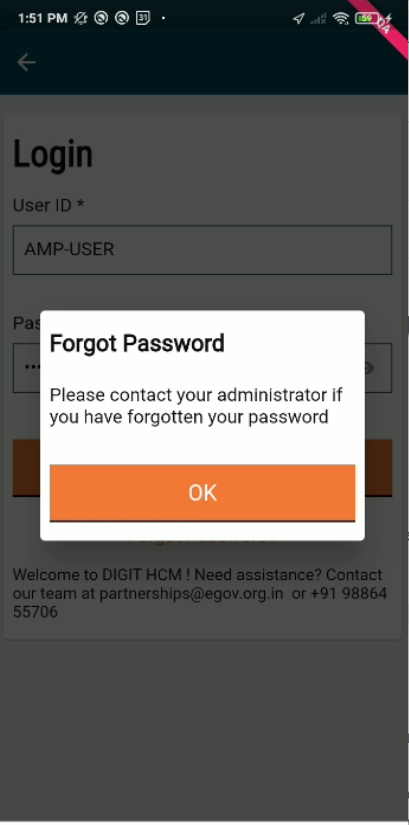 1:51 PM
31
59
QA
Login
User ID *
AMP-USER
Pas
Forgot Password
Please contact your administrator if
you have forgotten your password
OK
Welcome to DIGIT HCM ! Need assistance? Contact
our team at partnerships@egov.org.in or +91 98864
55706